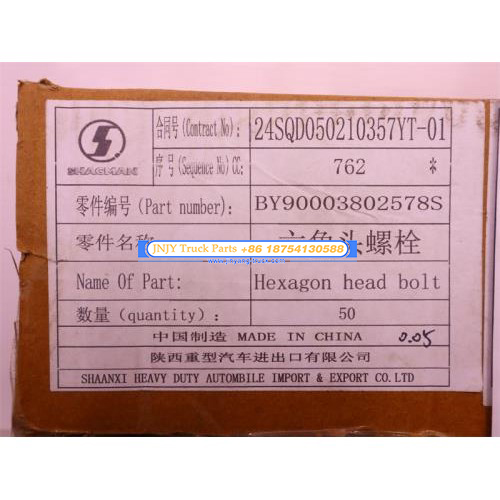 合同号(Contract No): 24SQD050210357YT-01
序号(Sequence No)CC: 762 *
SHACMAN
零件编号 (Part number): BY90003802578S
零件名称 六角头螺栓
JNJY Truck Parts +86 18754130588
Name Of Part: Hexagon head bolt
数量 (quantity): 50
中国制造 MADE IN CHINA 0.05
陕西重型汽车进出口有限公司
SHAANXI HEAVY DUTY AUTOMBILE IMPORT & EXPORT CO.LTD